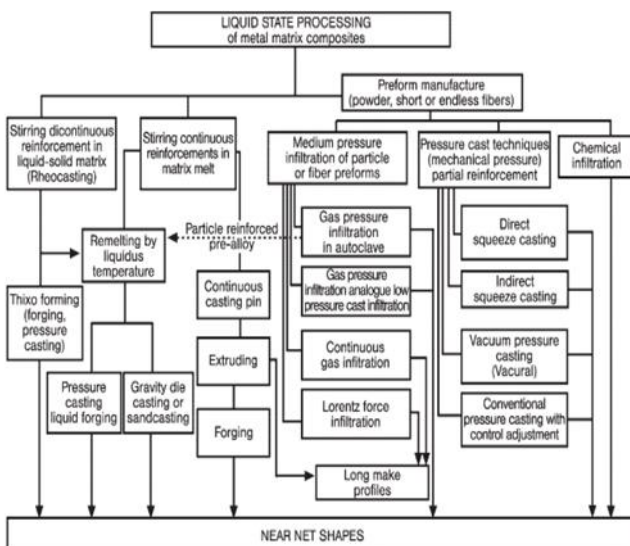 LIQUID STATE PROCESSING
of metal matrix composites
Preform manufacture
(powder, short or endless fibers)
Stirring dicontinuous
reinforcement in
liquid-solid matrix
(Rheocasting)
Stirring continuous
reinforcements in
matrix melt
Medium pressure
infiltration of particle
or fiber preforms
Pressure cast techniques
(mechanical pressure)
partial reinforcement
Chemical
infiltration
Particle reinforced
pre-alloy
Gas pressure
infiltration
in autoclave
Direct
squeeze casting
Remelting by
liquidus
temperature
Continuous
casting pin
Gas pressure
infiltration analogue low
pressure cast infiltration
Indirect
squeeze casting
Thixo forming
(forging,
pressure
casting)
Extruding
Continuous
gas infitration
Vacuum pressure
casting
(Vacural)
Pressure
casting
liquid forging
Gravity die
casting or
sandcasting
Forging
Lorentz force
infiltration
Conventional
pressure casting with
control adjustment
Long make
profiles
NEAR NET SHAPES